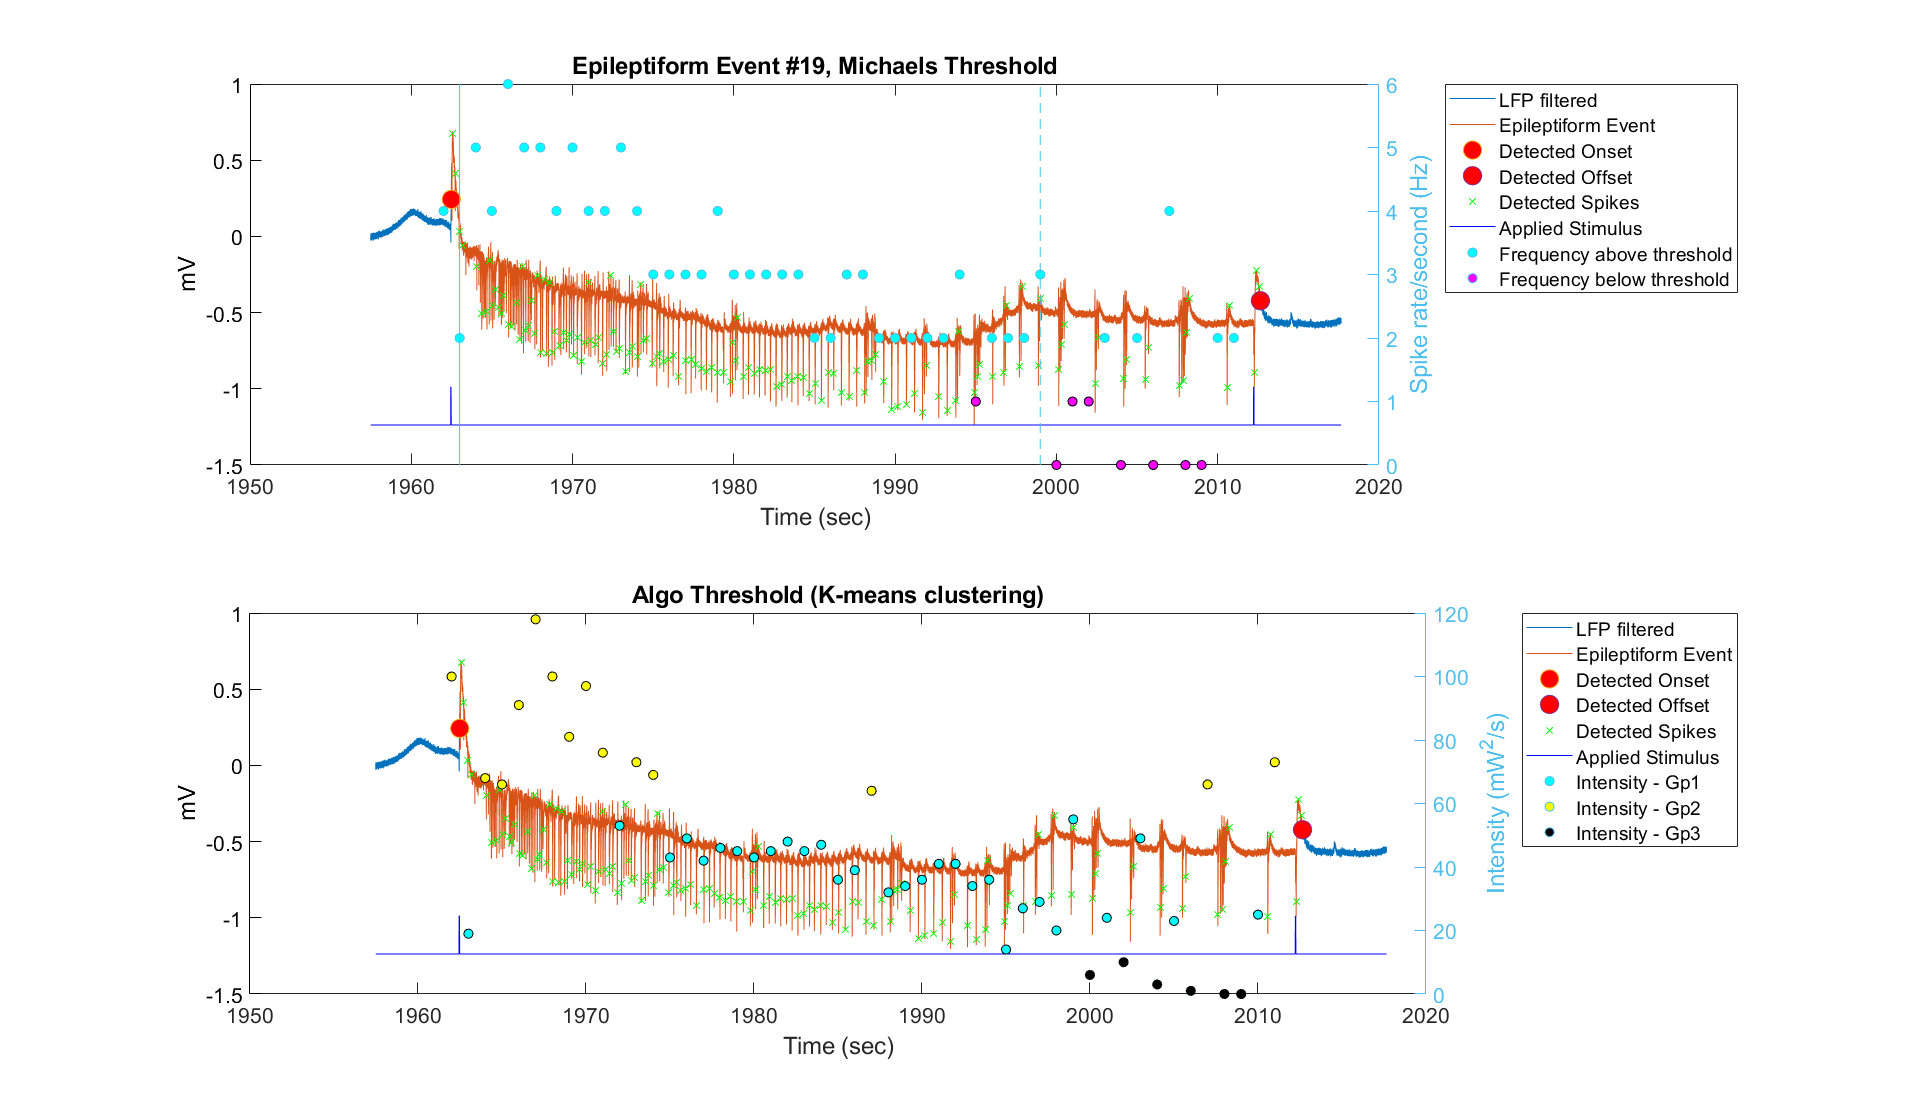 Epileptiform Event #19, Michaels Threshold
1
0.5
0
-0.5
-1
-1.5
mV
1950
1960
1970
1980
1990
2000
2010
2020
Time (sec)
6
5
4
3
2
1
0
Spike rate/second (Hz)
LFP filtered
Epileptiform Event
Detected Onset
Detected Offset
Detected Spikes
Applied Stimulus
Frequency above threshold
Frequency below threshold
Algo Threshold (K-means clustering)
1
0.5
0
-0.5
-1
-1.5
mV
1950
1960
1970
1980
1990
2000
2010
2020
Time (sec)
120
100
80
60
40
20
0
Intensity (mW²/s)
LFP filtered
Epileptiform Event
Detected Onset
Detected Offset
Detected Spikes
Applied Stimulus
Intensity - Gp1
Intensity - Gp2
Intensity - Gp3